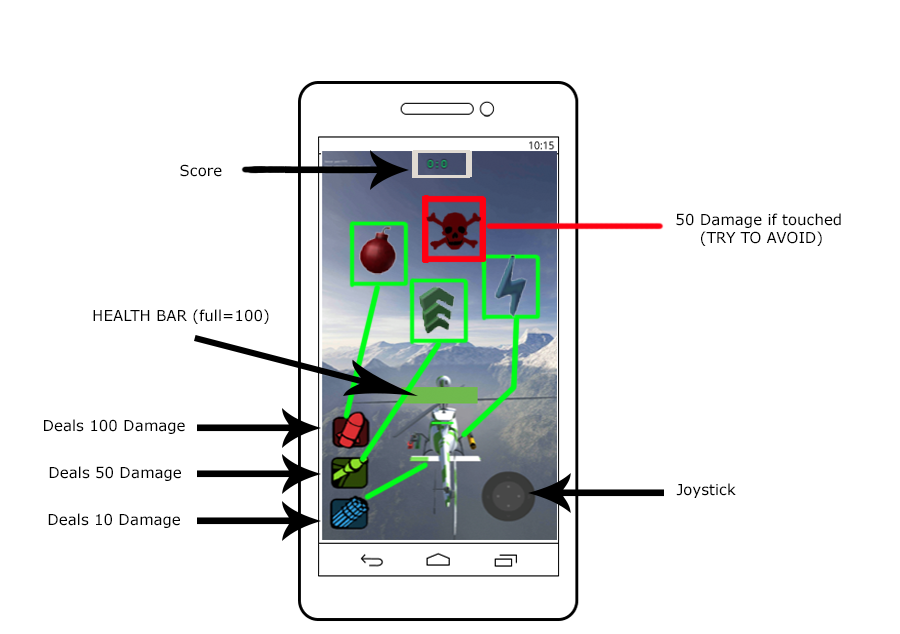 10:15
0:0
Score
50 Damage if touched
(TRY TO AVOID)
HEALTH BAR (full=100)
Deals 100 Damage
Deals 50 Damage
Deals 10 Damage
Joystick